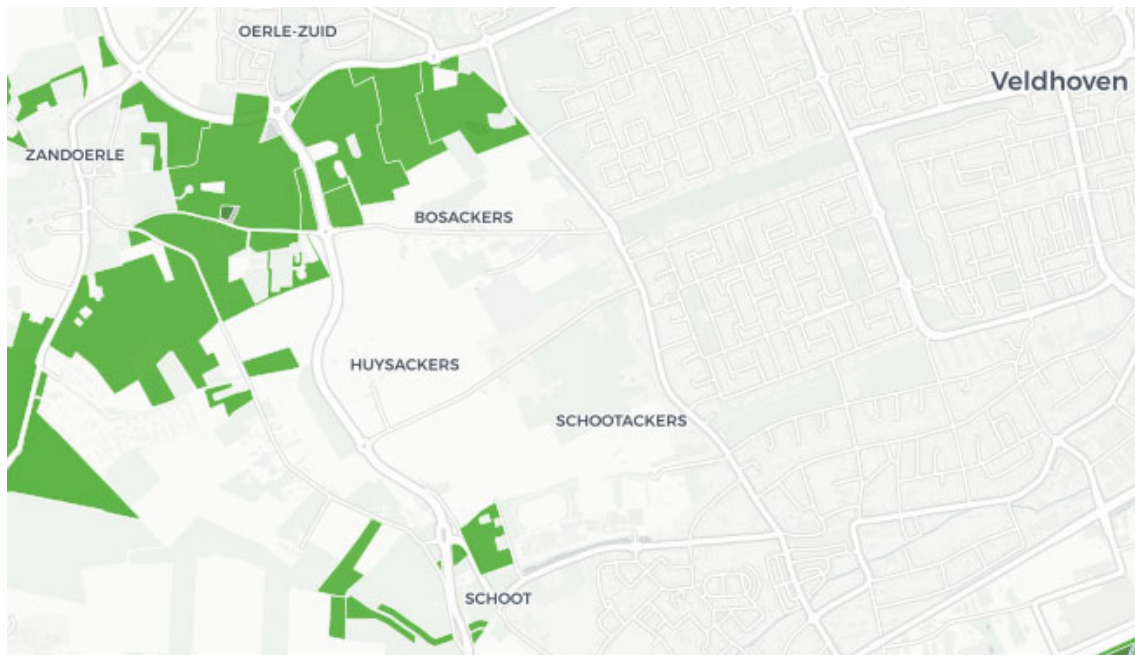 OERLE-ZUID
Veldhoven
ZANDOERLE
BOSACKERS
HUYSACKERS
SCHOOTACKERS
SCHOOT